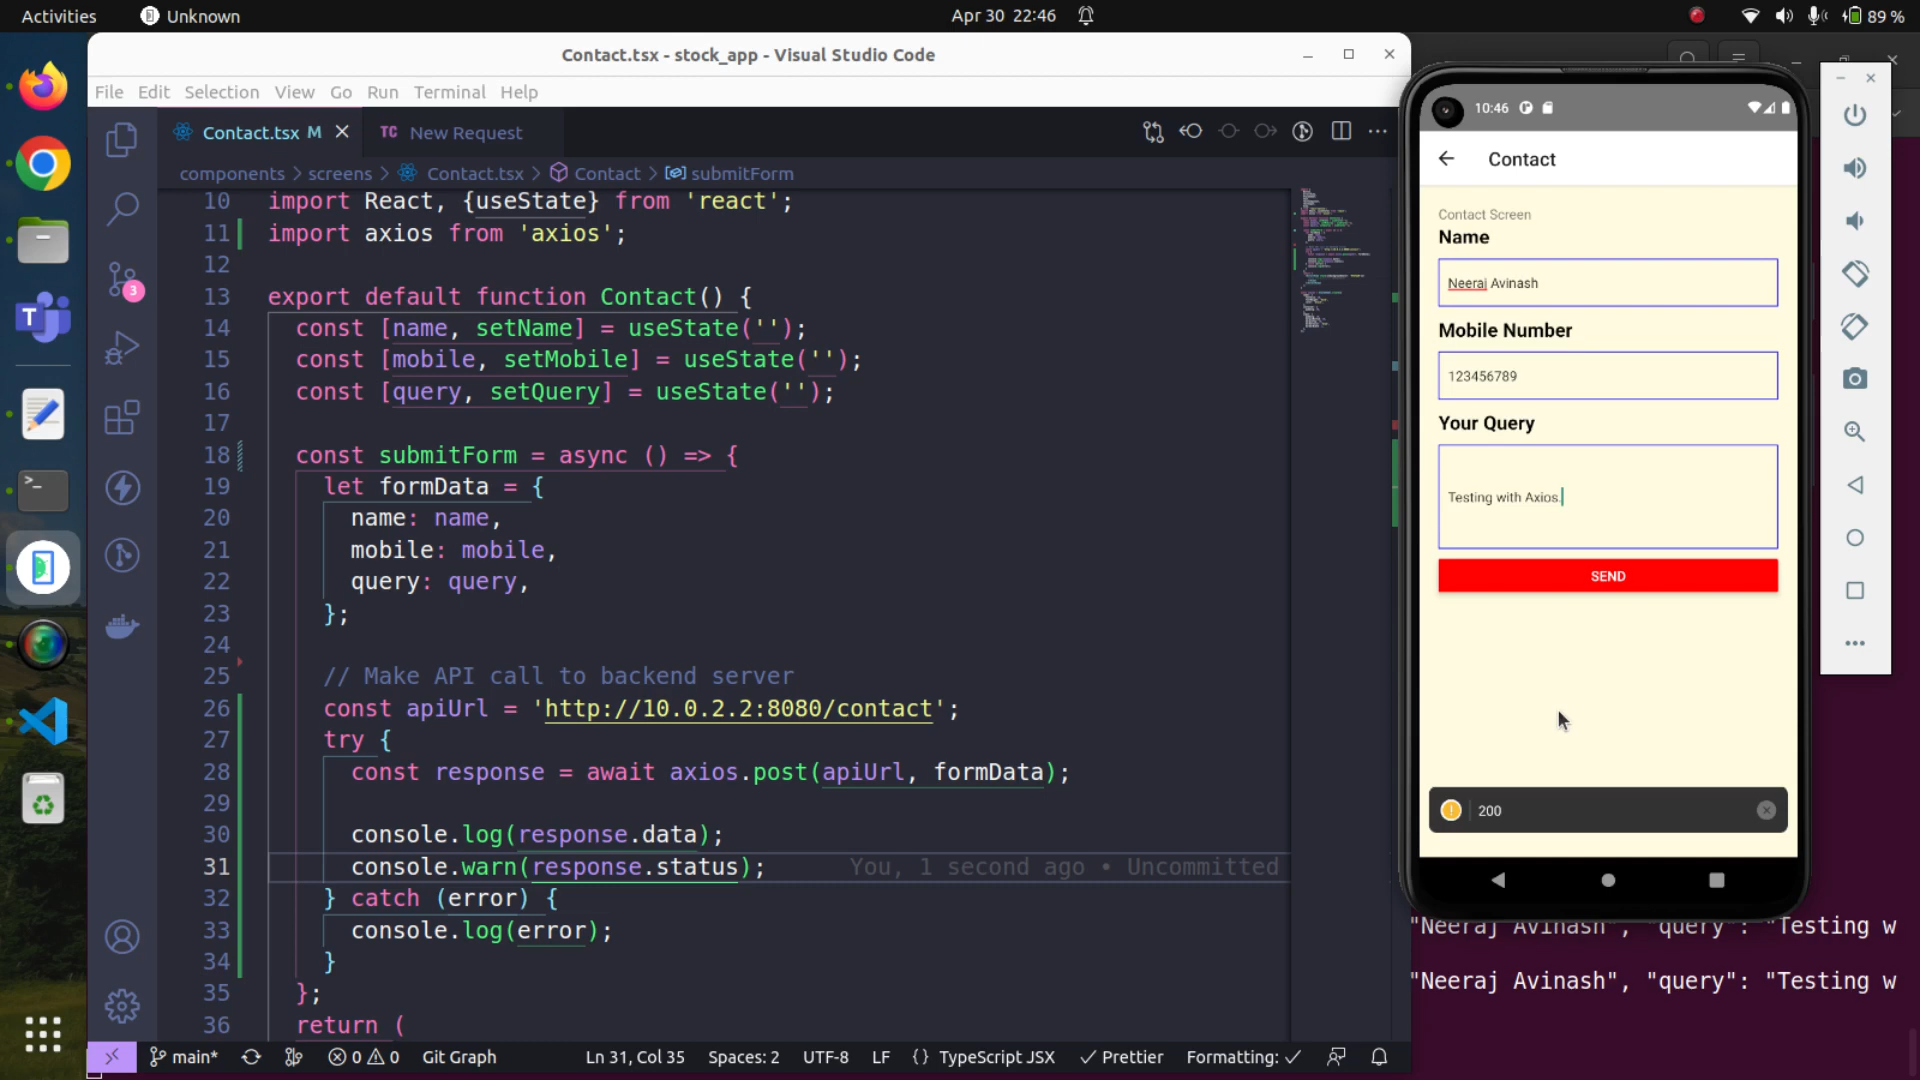 Activities
Unknown
Apr 30 22:46
89 %
Contact.tsx - stock_app - Visual Studio Code
File Edit Selection View Go Run Terminal Help
Contact.tsx M
TC New Request
components > screens > Contact.tsx > Contact > submitForm
10 import React, {useState} from 'react';
11 import axios from 'axios';
12
13 export default function Contact() {
14 const [name, setName] = useState('');
15 const [mobile, setMobile] = useState('');
16 const [query, setQuery] = useState('');
17
18 const submitForm = async () => {
19 let formData = {
20 name: name,
21 mobile: mobile,
22 query: query,
23 };
24
25 // Make API call to backend server
26 const apiUrl = 'http://10.0.2.2:8080/contact';
27 try {
28 const response = await axios.post(apiUrl, formData);
29
30 console.log(response.data);
31 console.warn(response.status); You, 1 second ago • Uncommitted
32 } catch (error) {
33 console.log(error);
34 }
35 };
36 return (
3
main* 0 0 Git Graph
Ln 31, Col 35 Spaces: 2 UTF-8 LF {} TypeScript JSX Prettier Formatting:
10:46
Contact
Contact Screen
Name
Neeraj Avinash
Mobile Number
123456789
Your Query
Testing with Axios.
SEND
200
"Neeraj Avinash", "query": "Testing w
"Neeraj Avinash", "query": "Testing w